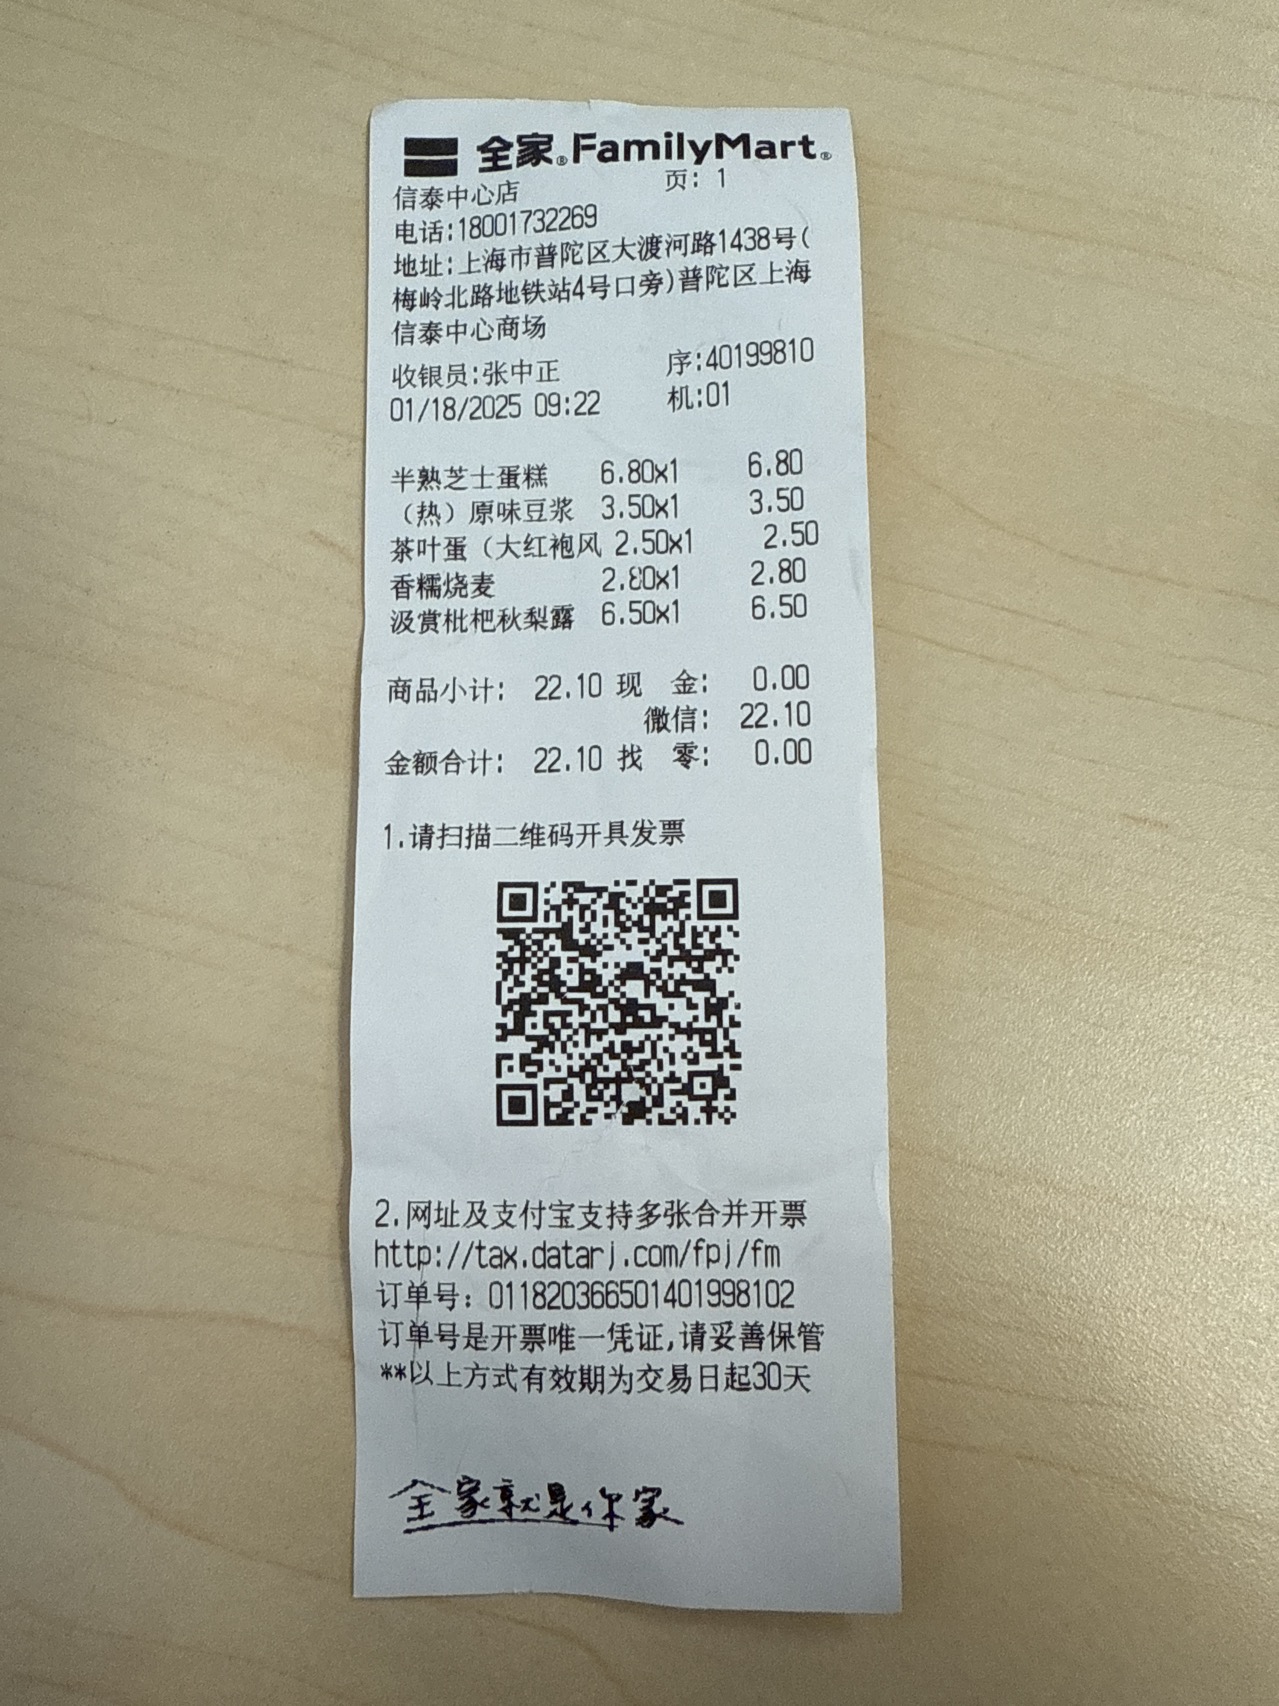 全家®FamilyMart®
信泰中心店 页: 1
电话:18001732269
地址:上海市普陀区大渡河路1438号(
梅岭北路地铁站4号口旁)普陀区上海
信泰中心商场
收银员:张中正 序:40199810
01/18/2025 09:22 机:01
半熟芝士蛋糕 6.80x1 6.80
（热）原味豆浆 3.50x1 3.50
茶叶蛋（大红袍风 2.50x1 2.50
香糯烧麦 2.80x1 2.80
汲赏枇杷秋梨露 6.50x1 6.50
商品小计: 22.10 现 金: 0.00
微信: 22.10
金额合计: 22.10 找 零: 0.00
1.请扫描二维码开具发票
2.网址及支付宝支持多张合并开票
http://tax.datarj.com/fpj/fm
订单号：011820366501401998102
订单号是开票唯一凭证,请妥善保管
**以上方式有效期为交易日起30天
全家就是你家